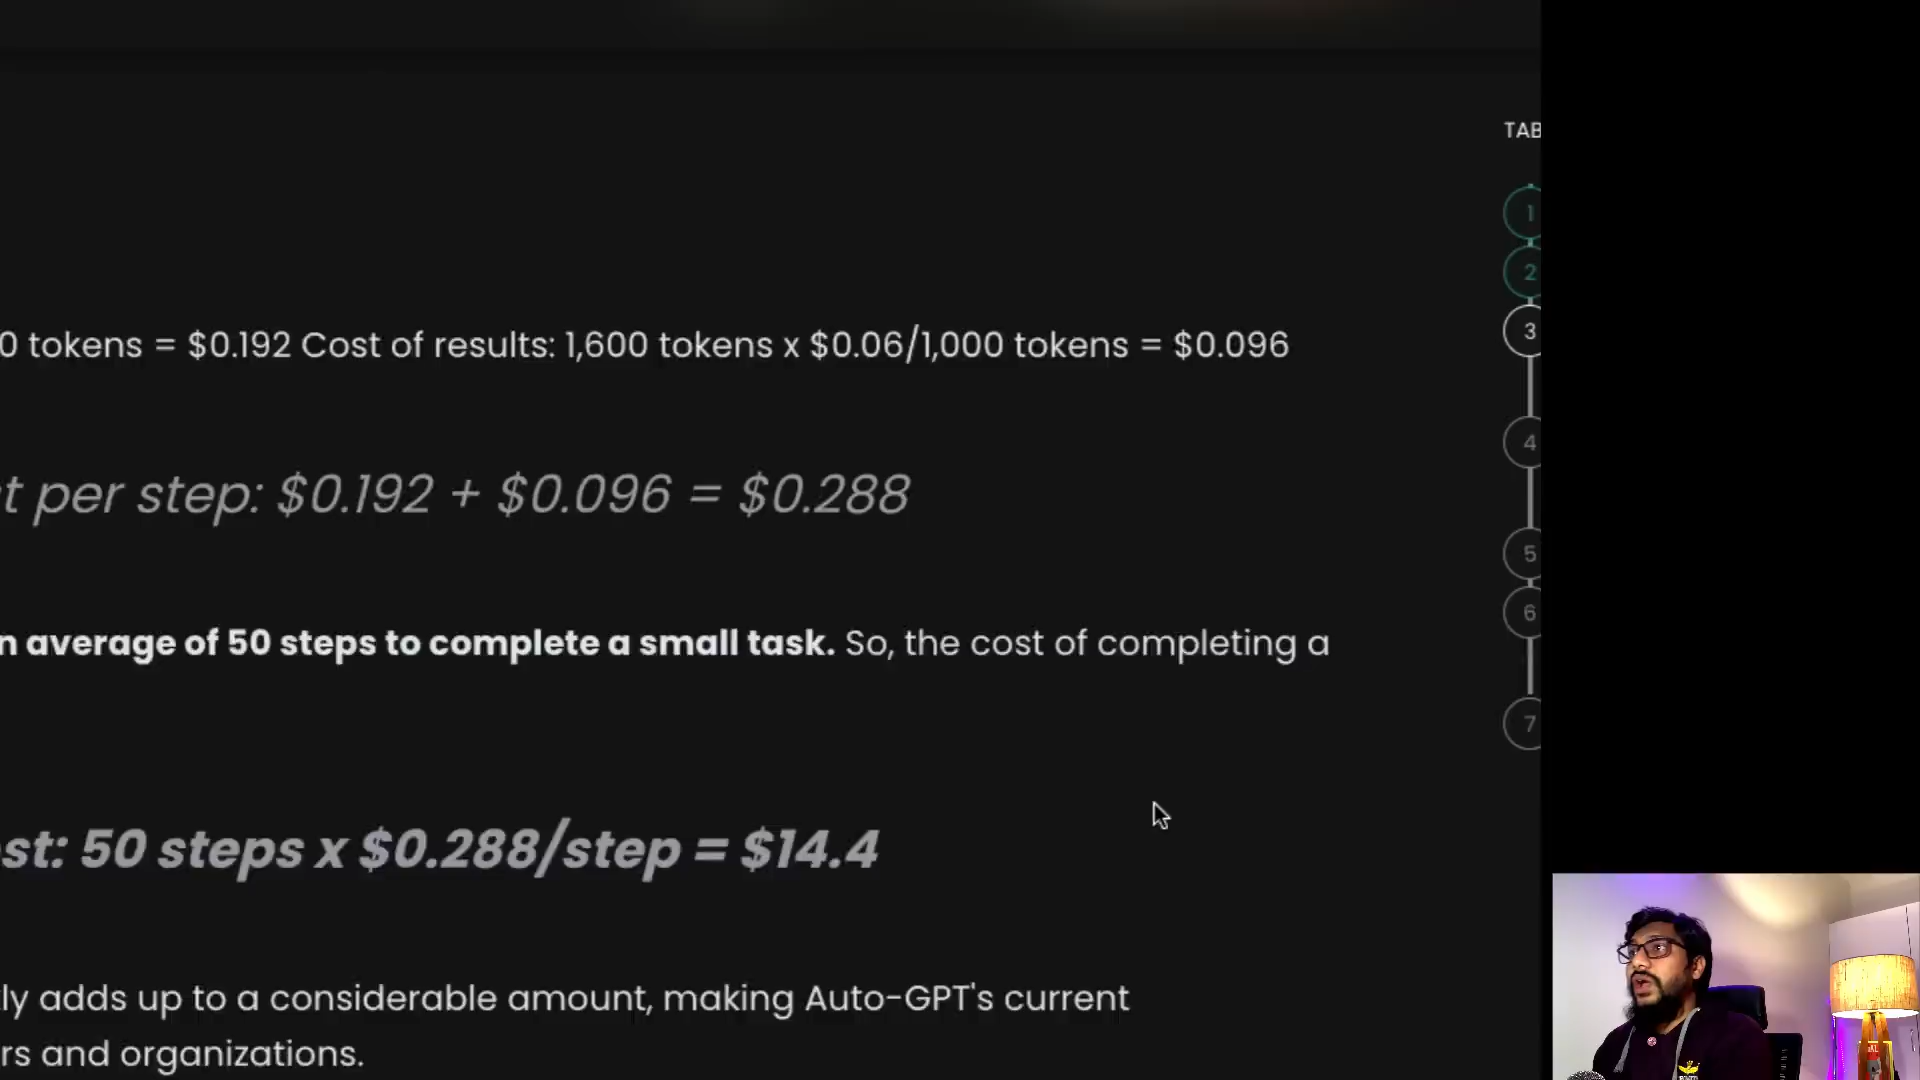 TAB
1
2
0 tokens = $0.192 Cost of results: 1,600 tokens x $0.06/1,000 tokens = $0.096
3
4
t per step: $0.192 + $0.096 = $0.288
5
6
n average of 50 steps to complete a small task. So, the cost of completing a
7
st: 50 steps x $0.288/step = $14.4
ly adds up to a considerable amount, making Auto-GPT's current
rs and organizations.